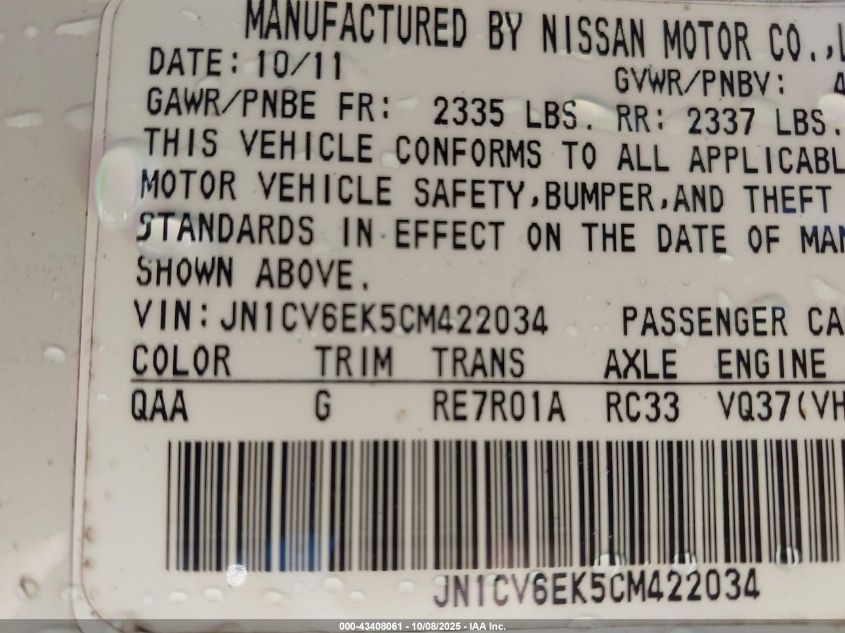 MANUFACTURED BY NISSAN MOTOR CO.,L
DATE: 10/11
GVWR/PNBV: 4
GAWR/PNBE FR: 2335 LBS. RR: 2337 LBS.
THIS VEHICLE CONFORMS TO ALL APPLICABL
MOTOR VEHICLE SAFETY,BUMPER,AND THEFT
STANDARDS IN EFFECT ON THE DATE OF MAN
SHOWN ABOVE.
VIN: JN1CV6EK5CM422034 PASSENGER CA
COLOR TRIM TRANS AXLE ENGINE
QAA G RE7R01A RC33 VQ37(VH
JN1CV6EK5CM422034
000-43408061 - 10/08/2025 - IAA Inc.